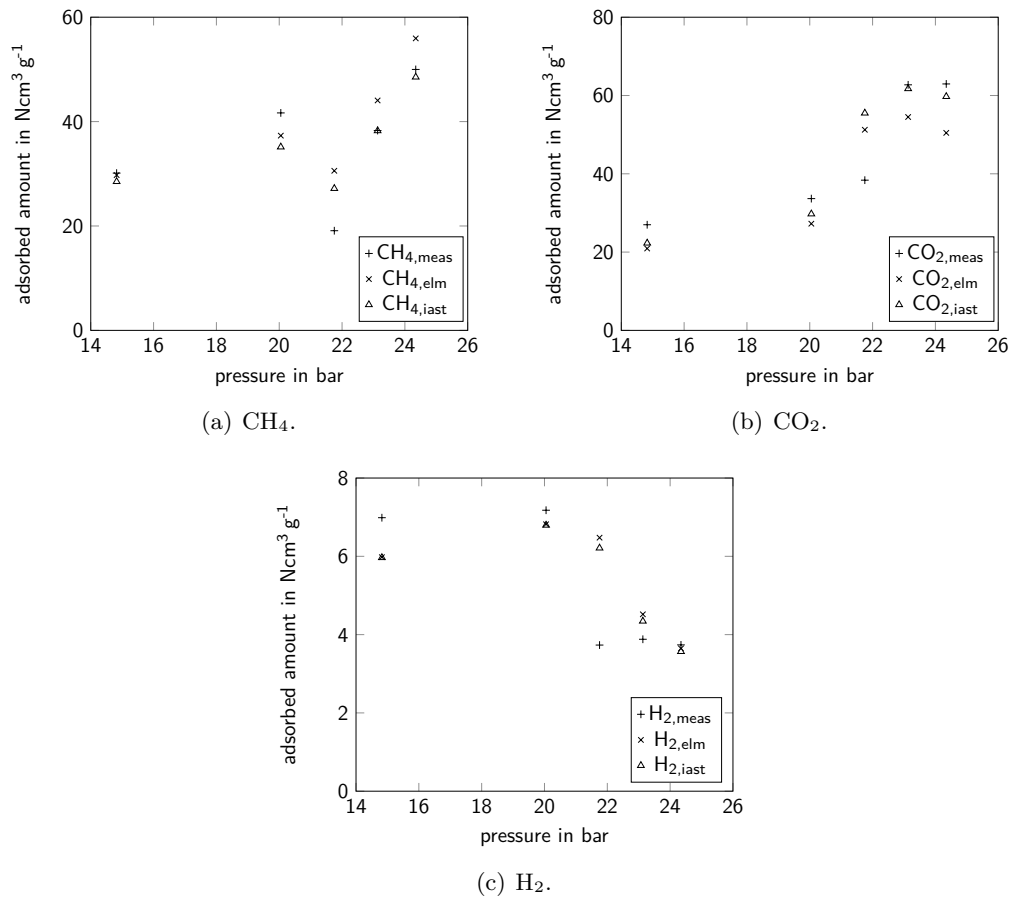 60
40
20
0
14 16 18 20 22 24 26
adsorbed amount in Ncm³ g⁻¹
pressure in bar
+ CH₄,meas
× CH₄,elm
△ CH₄,iast
(a) CH₄.
80
60
40
20
0
14 16 18 20 22 24 26
adsorbed amount in Ncm³ g⁻¹
pressure in bar
+ CO₂,meas
× CO₂,elm
△ CO₂,iast
(b) CO₂.
8
6
4
2
0
14 16 18 20 22 24 26
adsorbed amount in Ncm³ g⁻¹
pressure in bar
+ H₂,meas
× H₂,elm
△ H₂,iast
(c) H₂.